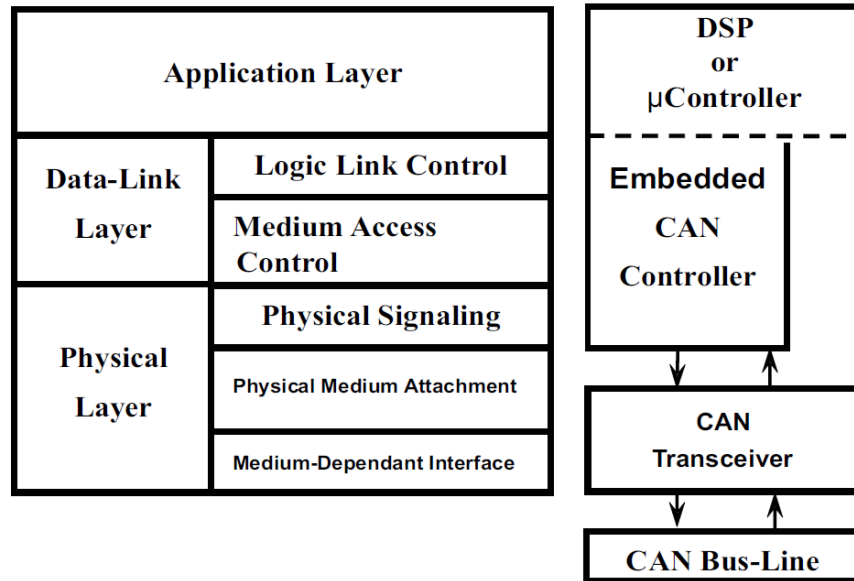 Application Layer
Data-Link
Layer
Logic Link Control
Medium Access
Control
Physical
Layer
Physical Signaling
Physical Medium Attachment
Medium-Dependant Interface
DSP
or
μController
Embedded
CAN
Controller
CAN
Transceiver
CAN Bus-Line